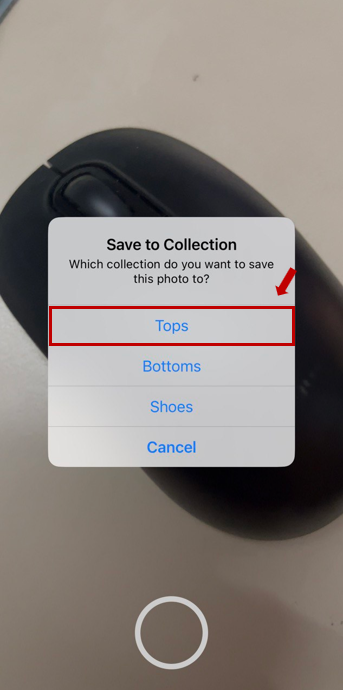 Save to Collection
Which collection do you want to save
this photo to?
Tops
Bottoms
Shoes
Cancel